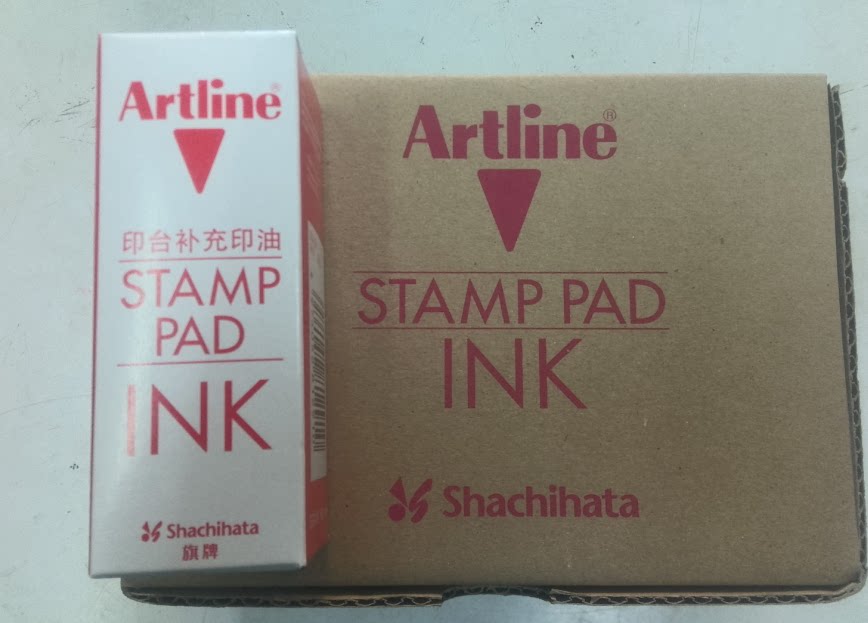 Artline®
印台补充印油
STAMP
PAD
INK
Shachihata
旗牌
Artline®
STAMP PAD
INK
Shachihata